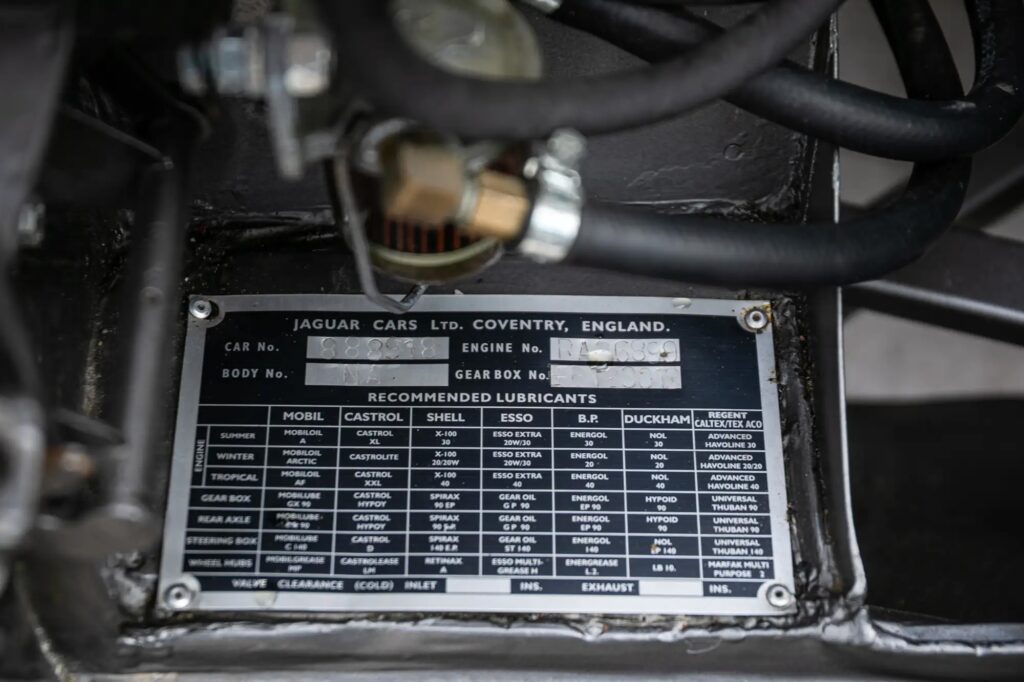 JAGUAR CARS LTD. COVENTRY, ENGLAND.
CAR No. ENGINE No.
BODY No. NA GEAR BOX No.
RECOMMENDED LUBRICANTS
MOBIL CASTROL SHELL ESSO B.P. DUCKHAM REGENT CALTEX/TEXACO
ENGINE
SUMMER MOBILOIL A CASTROL XL X-100 30 ESSO EXTRA 20W/30 ENERGOL 30 NOL 30 ADVANCED HAVOLINE 30
WINTER MOBILOIL ARCTIC CASTROLITE X-100 20/20W ESSO EXTRA 20W/30 ENERGOL 20 NOL 20 ADVANCED HAVOLINE 20/20
TROPICAL MOBILOIL AF CASTROL XXL X-100 40 ESSO EXTRA 40 ENERGOL 40 NOL 40 ADVANCED HAVOLINE 40
GEAR BOX MOBILUBE GX 90 CASTROL HYPOY SPIRAX 90 EP GEAR OIL GP 90 ENERGOL EP 90 HYPOID 90 UNIVERSAL THUBAN 90
REAR AXLE MOBILUBE 90 CASTROL HYPOY SPIRAX 90 GEAR OIL GP 90 ENERGOL EP 90 HYPOID 90 UNIVERSAL THUBAN 90
STEERING BOX MOBILUBE C 140 CASTROL D SPIRAX 140 E.P. GEAR OIL ST 140 ENERGOL 140 NOL P 140 UNIVERSAL THUBAN 140
WHEEL HUBS MOBILGREASE CASTROLEASE LM RETINAX A ESSO MULTI-GREASE H ENERGREASE L.2. LB 10. MARFAK MULTI PURPOSE 2
VALVE CLEARANCE (COLD) INLET INS. EXHAUST INS.